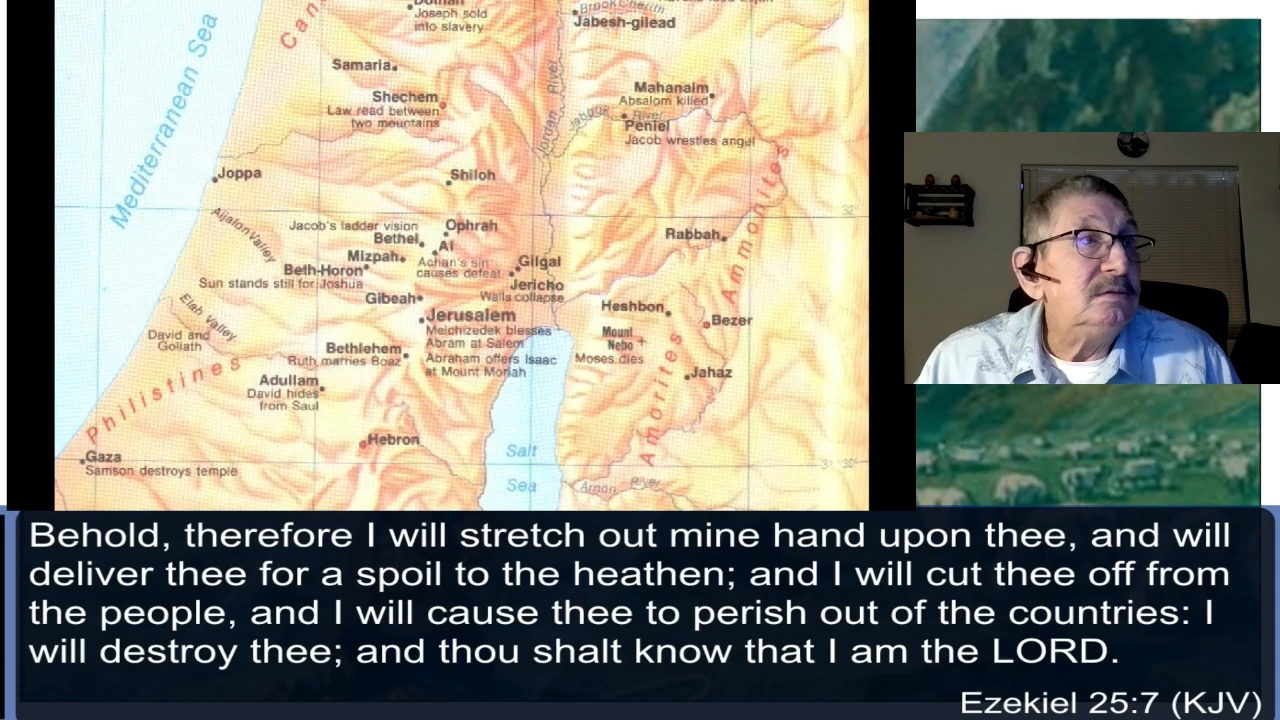 Joseph sold
into slavery
Brook Cherith
Jabesh-gilead
Mediterranean Sea
Samaria
Shechem
Law read between
two mountains
Jordan River
Mahanaim
Absalom killed
Jabbok River
Peniel
Jacob wrestles angel
Joppa
Shiloh
32°
Ammonites
Aijalon Valley
Jacob's ladder vision
Bethel
Ophrah
Ai
Rabbah
Mizpah
Achan's sin
causes defeat
Gilgal
Beth-Horon
Sun stands still for Joshua
Jericho
Walls collapse
Gibeah
Heshbon
Bezer
Elah Valley
David and
Goliath
Jerusalem
Melchizedek blesses
Abram at Salem
Abraham offers Isaac
at Mount Moriah
Mount
Nebo
Moses dies
Bethlehem
Ruth marries Boaz
Jahaz
Philistines
Amorites
Adullam
David hides
from Saul
Hebron
Gaza
Samson destroys temple
Salt
Sea
Arnon River
Behold, therefore I will stretch out mine hand upon thee, and will
deliver thee for a spoil to the heathen; and I will cut thee off from
the people, and I will cause thee to perish out of the countries: I
will destroy thee; and thou shalt know that I am the LORD.
Ezekiel 25:7 (KJV)